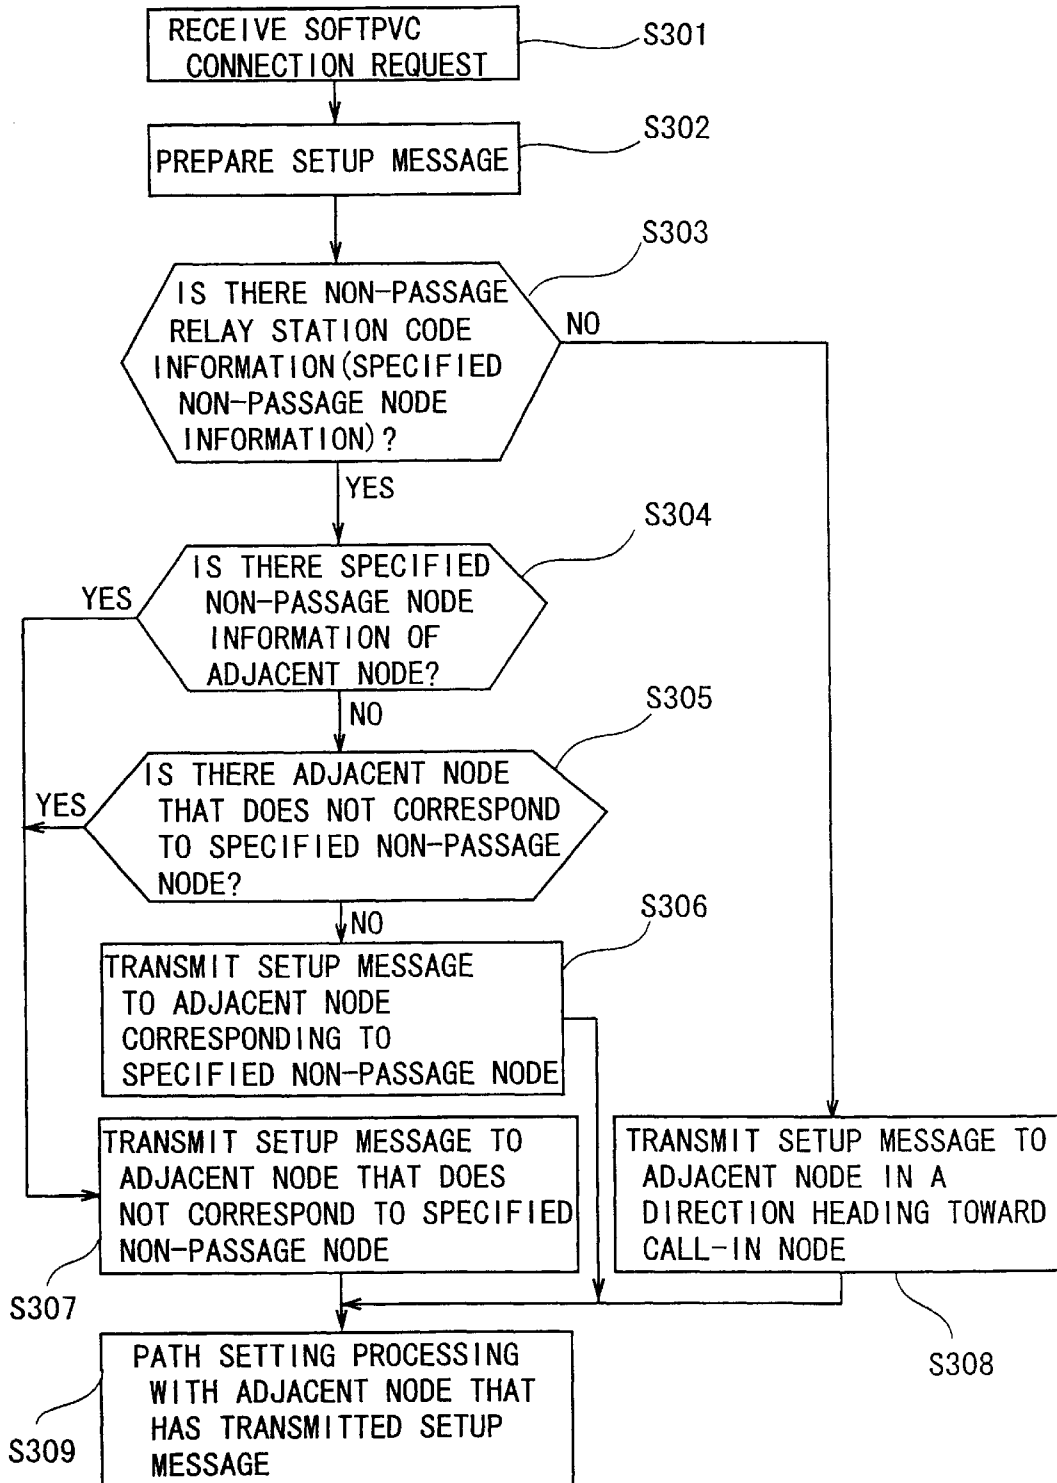 RECEIVE SOFTPVC
CONNECTION REQUEST
S301
PREPARE SETUP MESSAGE
S302
S303
IS THERE NON-PASSAGE
RELAY STATION CODE
INFORMATION(SPECIFIED
NON-PASSAGE NODE
INFORMATION)?
NO
YES
S304
IS THERE SPECIFIED
NON-PASSAGE NODE
INFORMATION OF
ADJACENT NODE?
YES
NO
S305
IS THERE ADJACENT NODE
THAT DOES NOT CORRESPOND
TO SPECIFIED NON-PASSAGE
NODE?
YES
NO
S306
TRANSMIT SETUP MESSAGE
TO ADJACENT NODE
CORRESPONDING TO
SPECIFIED NON-PASSAGE NODE
TRANSMIT SETUP MESSAGE TO
ADJACENT NODE THAT DOES
NOT CORRESPOND TO SPECIFIED
NON-PASSAGE NODE
S307
TRANSMIT SETUP MESSAGE TO
ADJACENT NODE IN A
DIRECTION HEADING TOWARD
CALL-IN NODE
S308
PATH SETTING PROCESSING
WITH ADJACENT NODE THAT
HAS TRANSMITTED SETUP
MESSAGE
S309